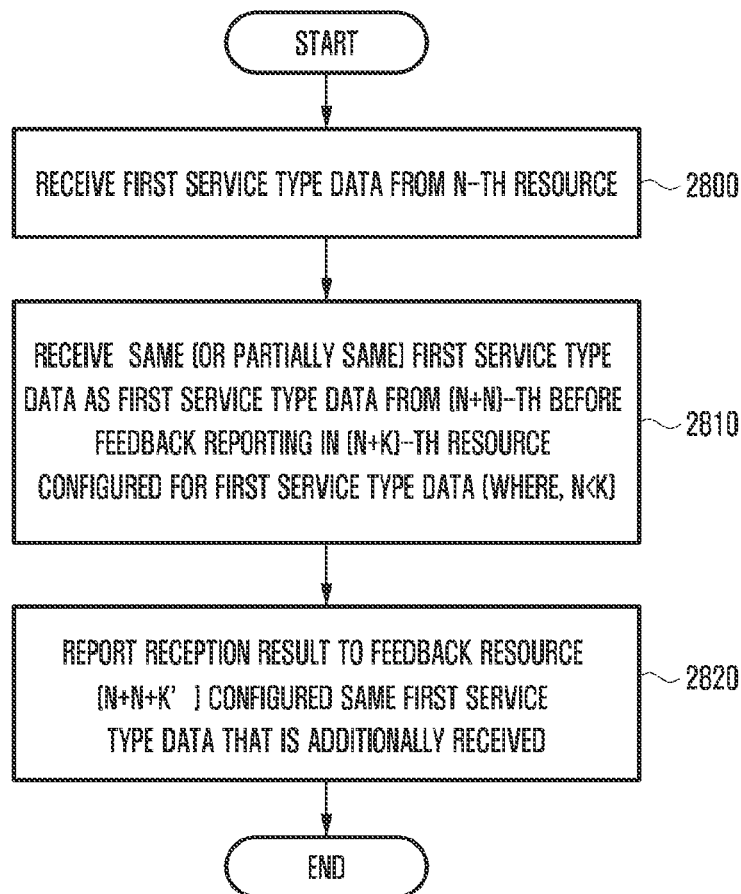 START
RECEIVE FIRST SERVICE TYPE DATA FROM N-TH RESOURCE
2800
RECEIVE SAME (OR PARTIALLY SAME) FIRST SERVICE TYPE
DATA AS FIRST SERVICE TYPE DATA FROM (N+N)-TH BEFORE
FEEDBACK REPORTING IN (N+K)-TH RESOURCE
CONFIGURED FOR FIRST SERVICE TYPE DATA (WHERE, N<K)
2810
REPORT RECEPTION RESULT TO FEEDBACK RESOURCE
(N+N+K' ) CONFIGURED SAME FIRST SERVICE
TYPE DATA THAT IS ADDITIONALLY RECEIVED
2820
END